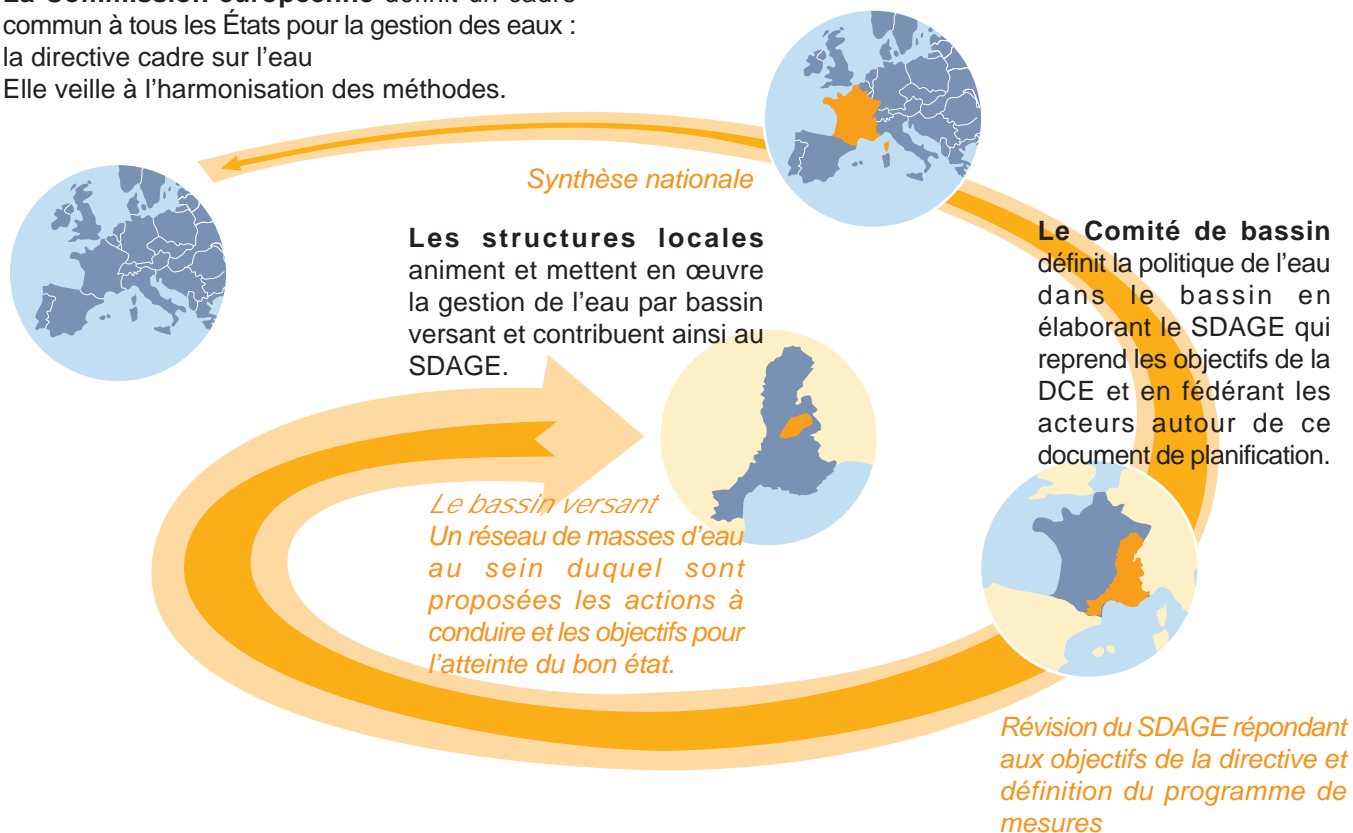 La Commission européenne définit un cadre
commun à tous les États pour la gestion des eaux :
la directive cadre sur l'eau
Elle veille à l'harmonisation des méthodes.
Synthèse nationale
Les structures locales
animent et mettent en œuvre
la gestion de l'eau par bassin
versant et contribuent ainsi au
SDAGE.
Le Comité de bassin
définit la politique de l'eau
dans le bassin en
élaborant le SDAGE qui
reprend les objectifs de la
DCE et en fédérant les
acteurs autour de ce
document de planification.
Le bassin versant
Un réseau de masses d'eau
au sein duquel sont
proposées les actions à
conduire et les objectifs pour
l'atteinte du bon état.
Révision du SDAGE répondant
aux objectifs de la directive et
définition du programme de
mesures